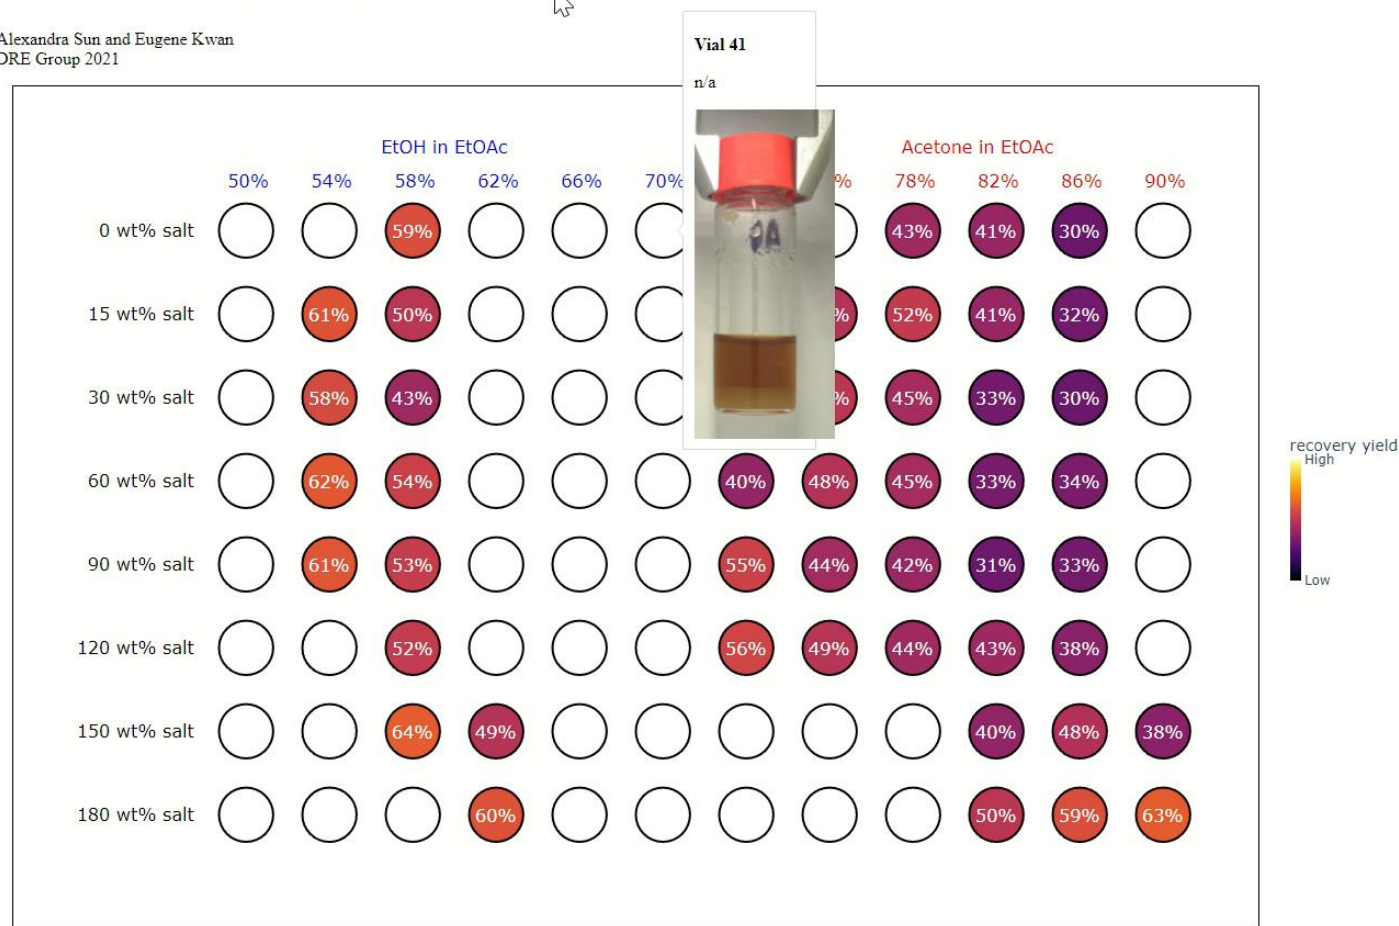 Alexandra Sun and Eugene Kwan
DRE Group 2021
Vial 41
n/a
EtOH in EtOAc
Acetone in EtOAc
50% 54% 58% 62% 66% 70% % 78% 82% 86% 90%
0 wt% salt 59% 43% 41% 30%
15 wt% salt 61% 50% % 52% 41% 32%
30 wt% salt 58% 43% % 45% 33% 30%
60 wt% salt 62% 54% 40% 48% 45% 33% 34%
90 wt% salt 61% 53% 55% 44% 42% 31% 33%
120 wt% salt 52% 56% 49% 44% 43% 38%
150 wt% salt 64% 49% 40% 48% 38%
180 wt% salt 60% 50% 59% 63%
recovery yield
High
Low